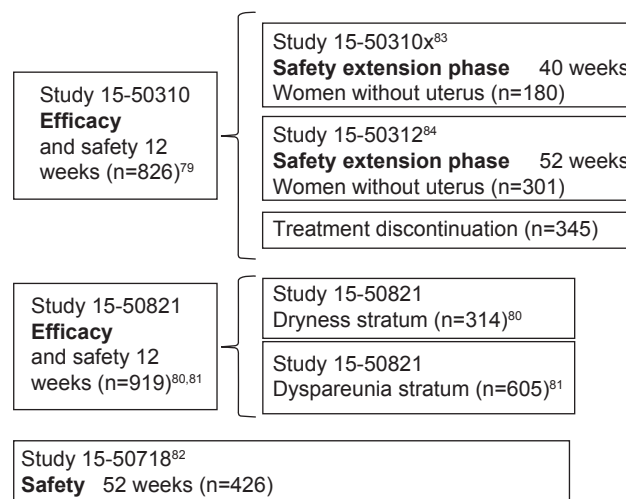 Study 15-50310
Efficacy
and safety 12
weeks (n=826)⁷⁹
Study 15-50310x⁸³
Safety extension phase 40 weeks
Women without uterus (n=180)
Study 15-50312⁸⁴
Safety extension phase 52 weeks
Women without uterus (n=301)
Treatment discontinuation (n=345)
Study 15-50821
Efficacy
and safety 12
weeks (n=919)⁸⁰,⁸¹
Study 15-50821
Dryness stratum (n=314)⁸⁰
Study 15-50821
Dyspareunia stratum (n=605)⁸¹
Study 15-50718⁸²
Safety 52 weeks (n=426)